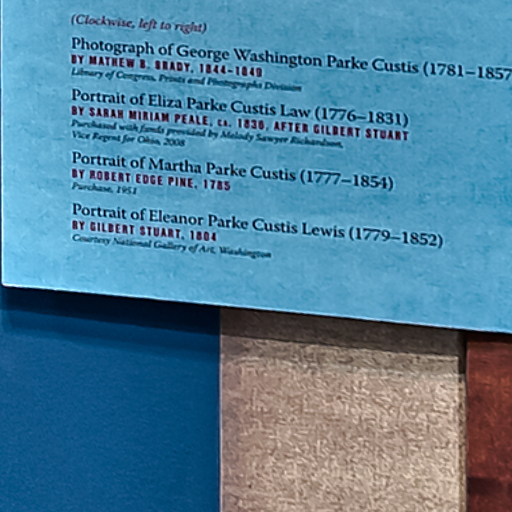 (Clockwise, left to right)
Photograph of George Washington Parke Custis (1781–1857
BY MATHEW B. BRADY, 1844–1849
Library of Congress, Prints and Photographs Division
Portrait of Eliza Parke Custis Law (1776–1831)
BY SARAH MIRIAM PEALE, ca. 1830, AFTER GILBERT STUART
Purchased with funds provided by Melody Sawyer Richardson,
Vice Regent for Ohio, 2008
Portrait of Martha Parke Custis (1777–1854)
BY ROBERT EDGE PINE, 1785
Purchase, 1951
Portrait of Eleanor Parke Custis Lewis (1779–1852)
BY GILBERT STUART, 1804
Courtesy National Gallery of Art, Washington